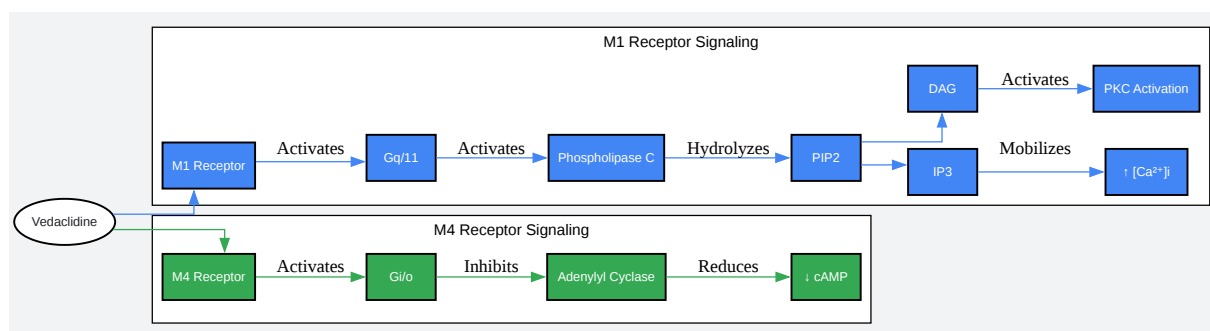 M1 Receptor Signaling
DAG
Activates
PKC Activation
M1 Receptor
Activates
Gq/11
Activates
Phospholipase C
Hydrolyzes
PIP2
IP3
Mobilizes
↑ [Ca²⁺]i
Vedaclidine
M4 Receptor Signaling
M4 Receptor
Activates
Gi/o
Inhibits
Adenylyl Cyclase
Reduces
↓ cAMP